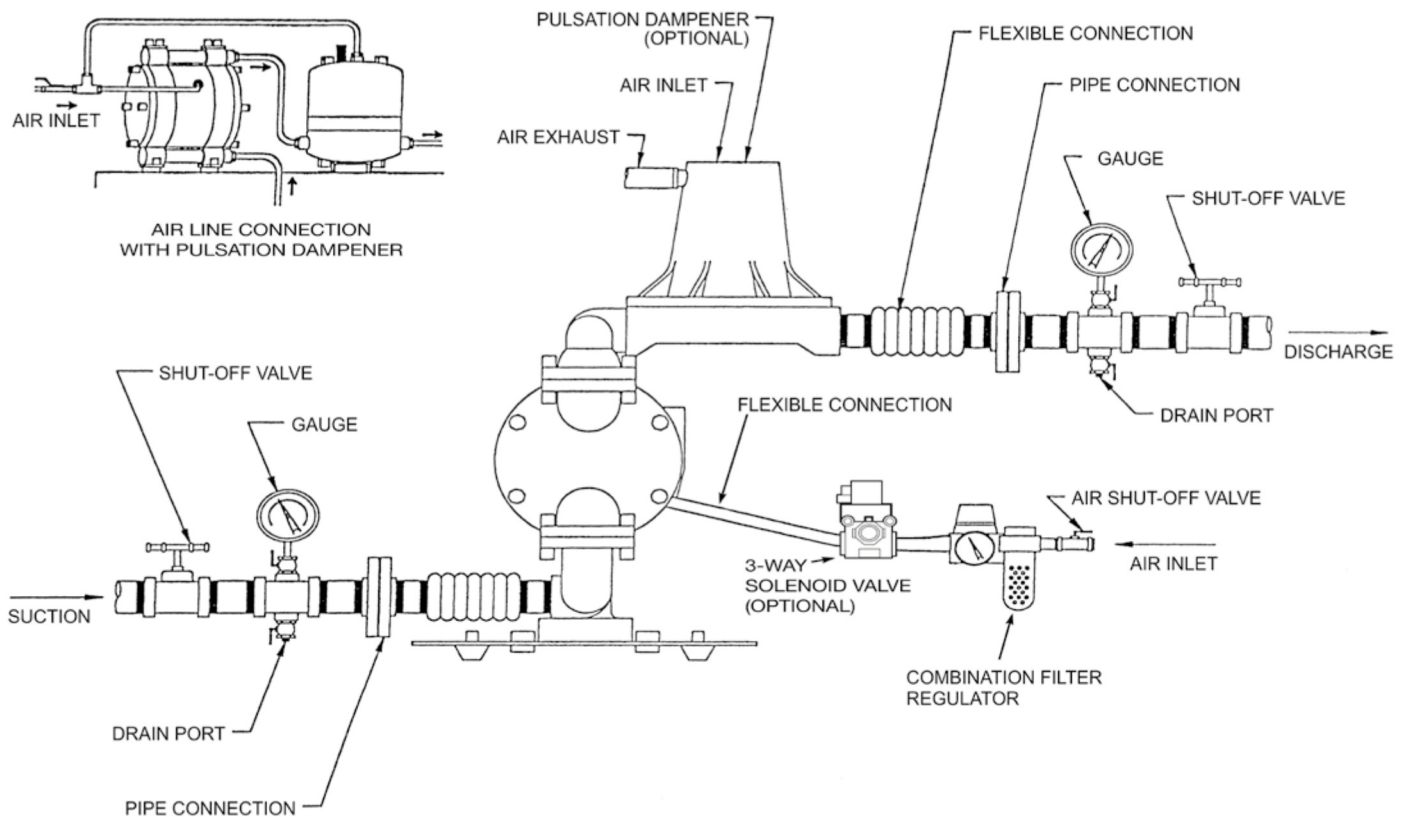 PULSATION DAMPENER
(OPTIONAL)
FLEXIBLE CONNECTION
AIR INLET
PIPE CONNECTION
AIR INLET
AIR EXHAUST
GAUGE
SHUT-OFF VALVE
AIR LINE CONNECTION
WITH PULSATION DAMPENER
DISCHARGE
SHUT-OFF VALVE
FLEXIBLE CONNECTION
DRAIN PORT
GAUGE
AIR SHUT-OFF VALVE
AIR INLET
3-WAY
SOLENOID VALVE
(OPTIONAL)
SUCTION
COMBINATION FILTER
REGULATOR
DRAIN PORT
PIPE CONNECTION